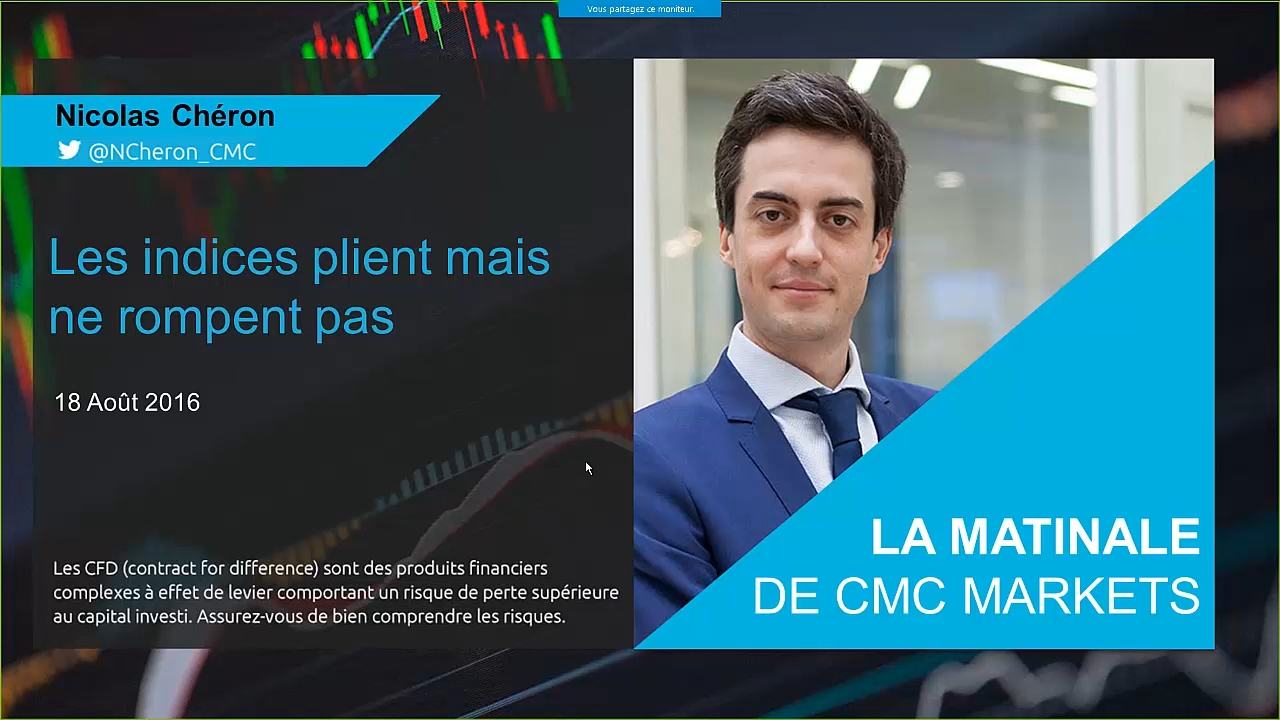 Vous partagez ce moniteur.
Nicolas Chéron
@NCheron_CMC
Les indices plient mais
ne rompent pas
18 Août 2016
Les CFD (contract for difference) sont des produits financiers
complexes à effet de levier comportant un risque de perte supérieure
au capital investi. Assurez-vous de bien comprendre les risques.
LA MATINALE
DE CMC MARKETS